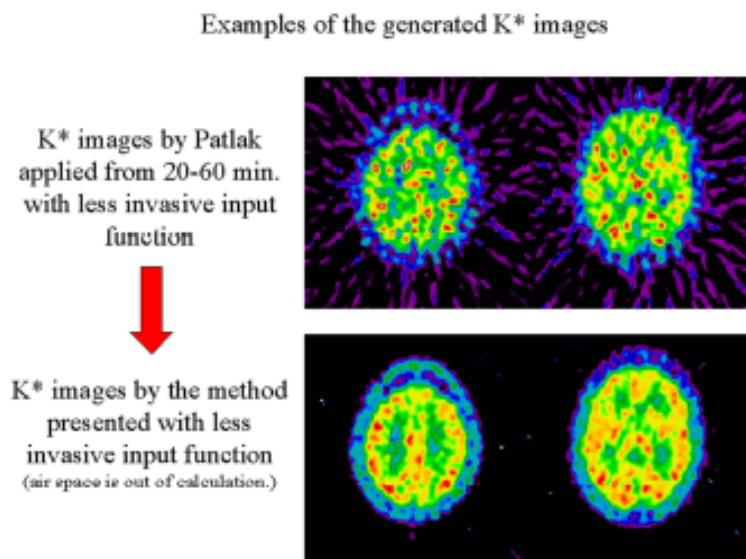 Examples of the generated K* images
K* images by Patlak
applied from 20-60 min.
with less invasive input
function
K* images by the method
presented with less
invasive input function
(air space is out of calculation.)